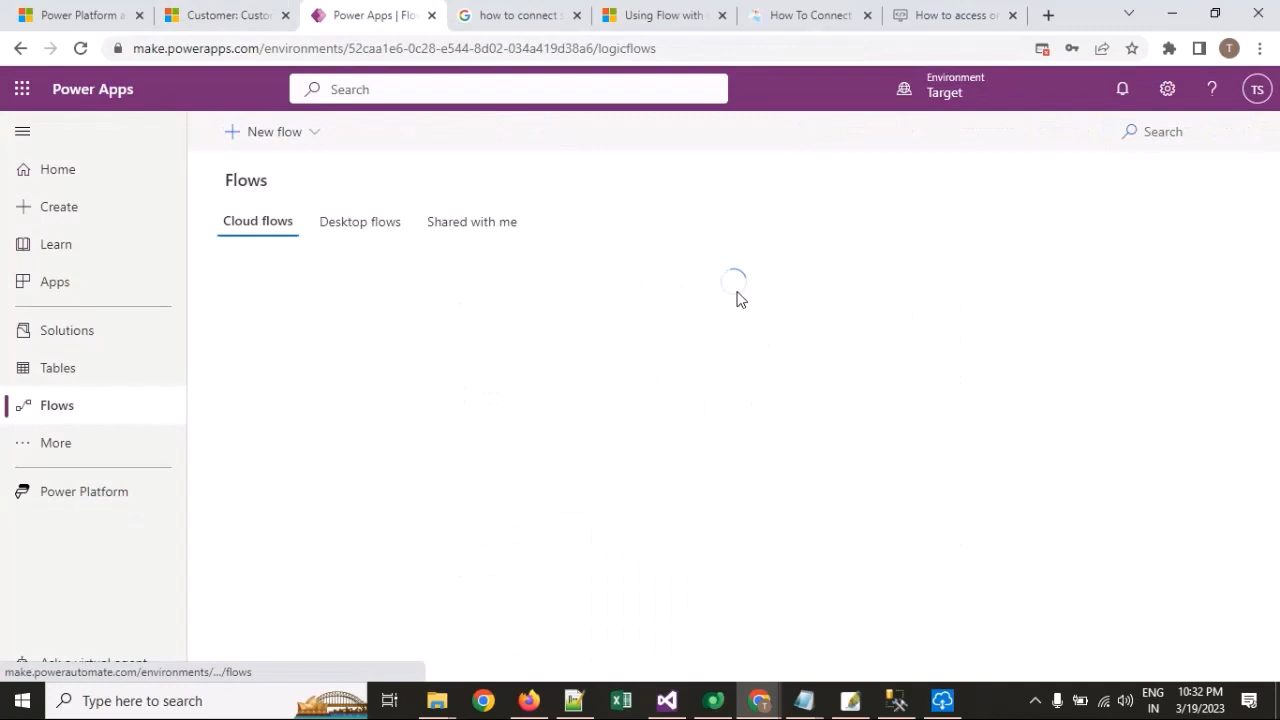 Power Platform a
Customer: Custo
Power Apps | Flo
how to connect s
Using Flow with
How To Connect
How to access or
make.powerapps.com/environments/52caa1e6-0c28-e544-8d02-034a419d38a6/logicflows
T
Power Apps
Search
Environment
Target
?
TS
New flow
Search
Home
Create
Learn
Apps
Solutions
Tables
Flows
More
Power Platform
Ask a virtual agent
Flows
Cloud flows
Desktop flows
Shared with me
make.powerautomate.com/environments/.../flows
Type here to search
ENG
IN
10:32 PM
3/19/2023